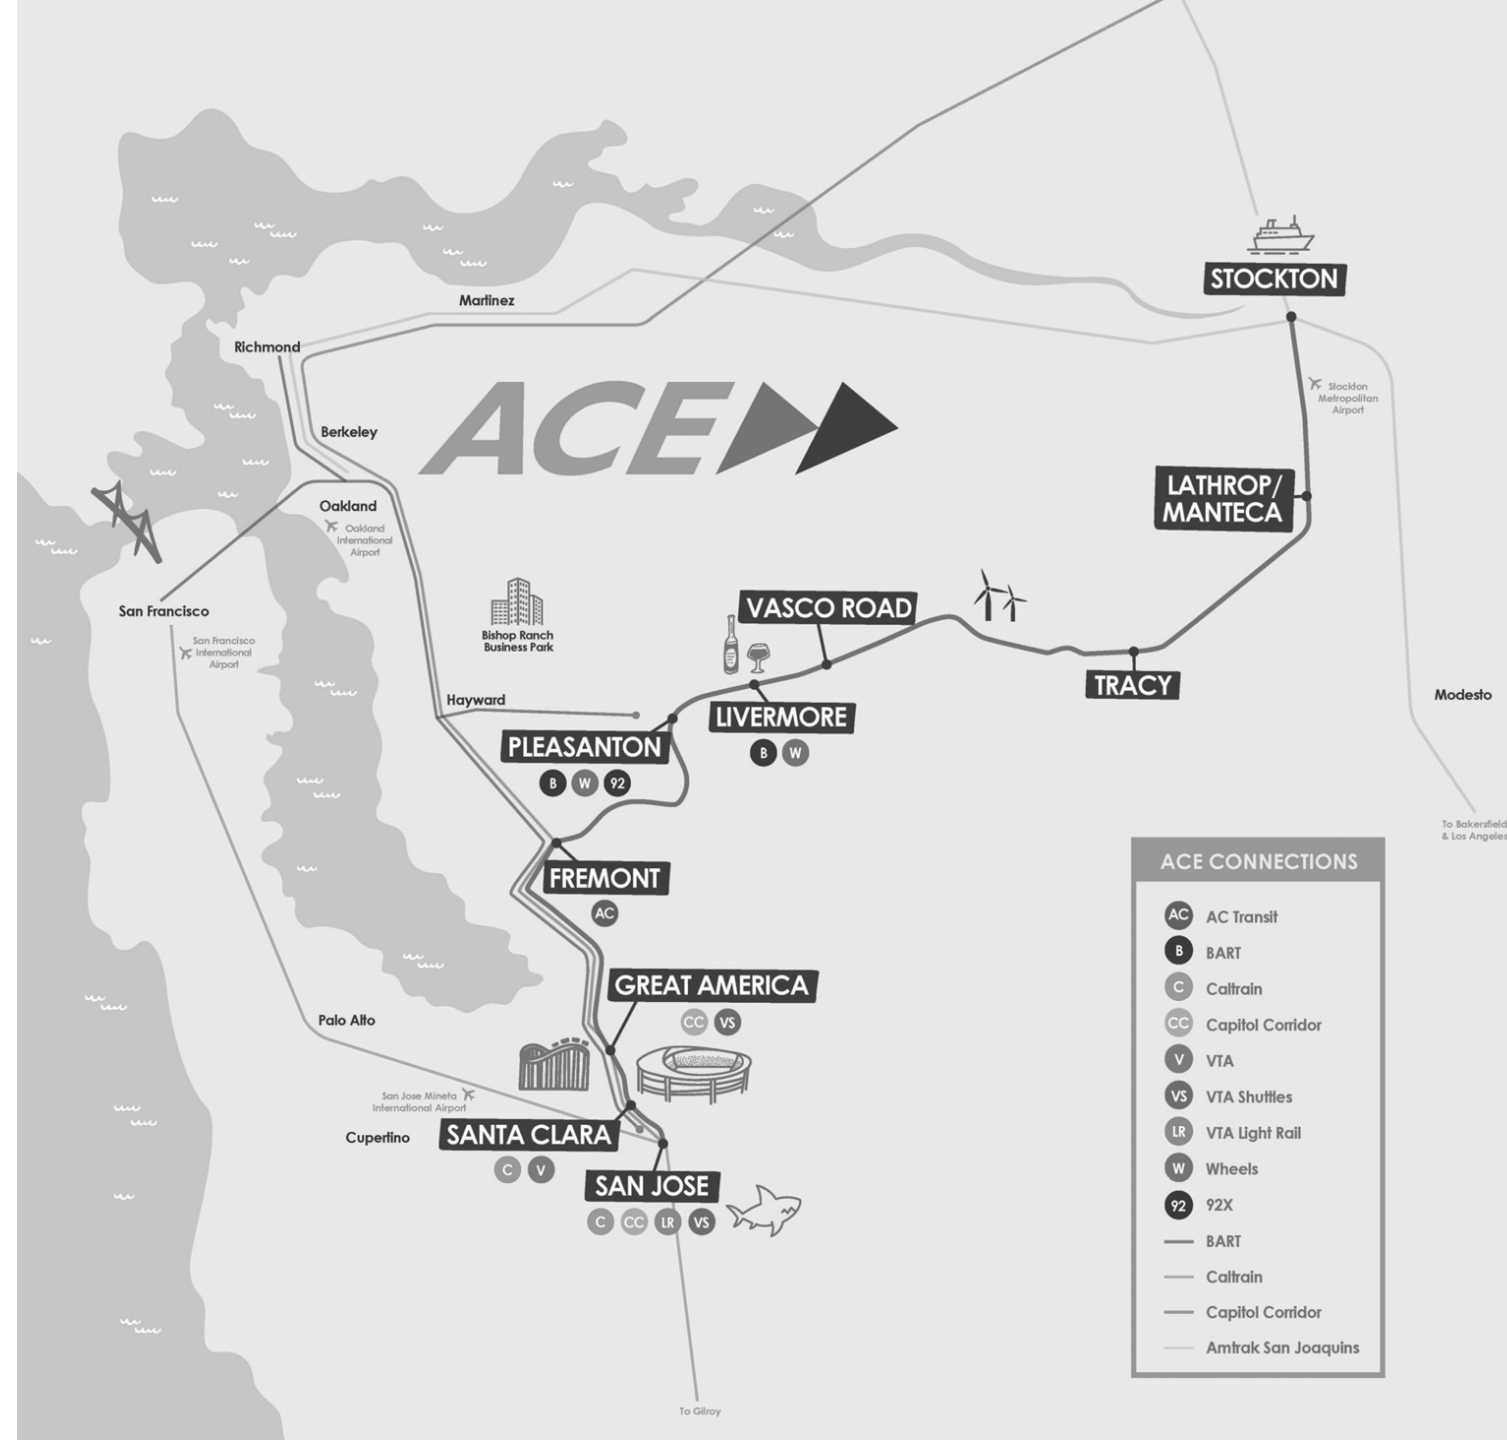 STOCKTON
Martinez
Richmond
Stockton
Metropolitan
Airport
ACE
Berkeley
LATHROP/
MANTECA
Oakland
Oakland
International
Airport
San Francisco
San Francisco
International
Airport
Bishop Ranch
Business Park
VASCO ROAD
TRACY
Modesto
Hayward
LIVERMORE
B W
PLEASANTON
B W 92
To Bakersfield
& Los Angeles
FREMONT
AC
GREAT AMERICA
CC VS
Palo Alto
San Jose Mineta
International Airport
Cupertino
SANTA CLARA
C V
SAN JOSE
C CC LR VS
To Gilroy
ACE CONNECTIONS
AC AC Transit
B BART
C Caltrain
CC Capitol Corridor
V VTA
VS VTA Shuttles
LR VTA Light Rail
W Wheels
92 92X
BART
Caltrain
Capitol Corridor
Amtrak San Joaquins